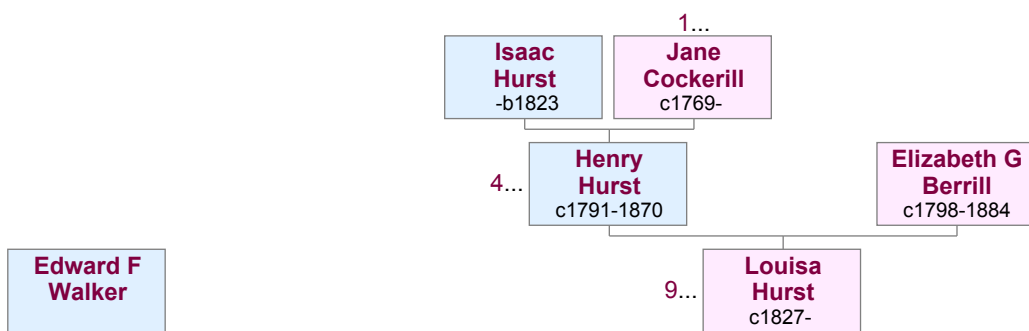 1...
Isaac
Hurst
-b1823
Jane
Cockerill
c1769-
4...
Henry
Hurst
c1791-1870
Elizabeth G
Berrill
c1798-1884
Edward F
Walker
9...
Louisa
Hurst
c1827-